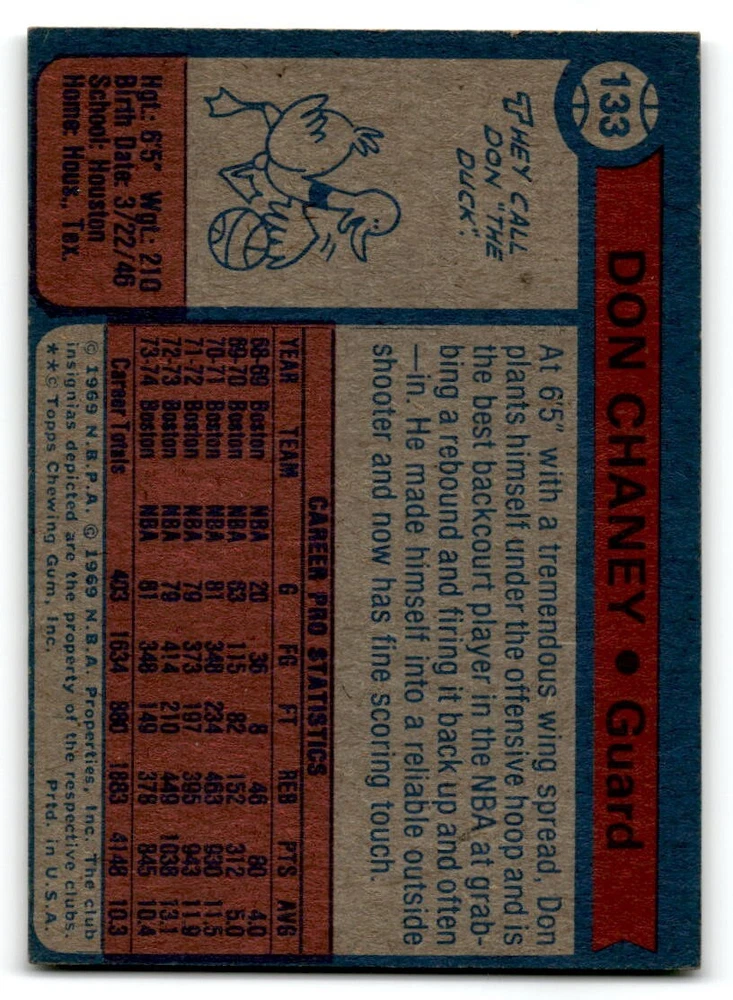 133
DON CHANEY • Guard
THEY CALL
DON "THE
DUCK".
At 6'5" with a tremendous wing spread, Don
plants himself under the offensive hoop and is
the best backcourt player in the NBA at grab-
bing a rebound and firing it back up and often
—in. He made himself into a reliable outside
shooter and now has fine scoring touch.
Hgt.: 6'5" Wgt.: 210
Birth Date: 3/22/46
School: Houston
Home: Hous., Tex.
CAREER PRO STATISTICS
YEAR TEAM G FG FT REB PTS AVG
68-69 Boston NBA 20 36 8 46 80 4.0
69-70 Boston NBA 63 115 82 152 312 5.0
70-71 Boston NBA 81 348 234 463 930 11.5
71-72 Boston NBA 79 373 197 395 943 11.9
72-73 Boston NBA 79 414 210 449 1038 13.1
73-74 Boston NBA 81 348 149 378 845 10.4
Career Totals 403 1634 880 1883 4148 10.3
© 1969 N.B.P.A. © 1969 N.B.A. Properties, Inc. The club
insignias depicted are the property of the respective clubs.
**© Topps Chewing Gum, Inc. Prtd. in U.S.A.